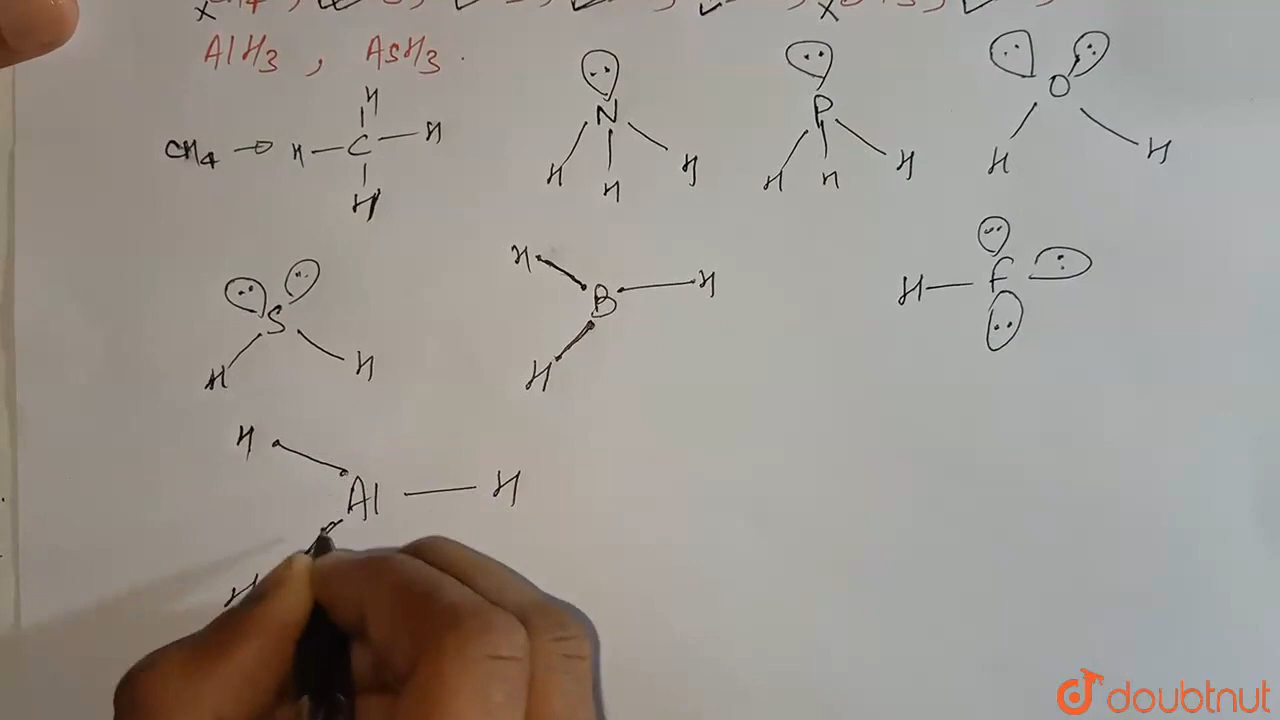 AlH3 , AsH3 .
H
CH4 → H C H
H
N
H H H
P
H H H
O
H H
S
H H
H
B H
H
H F
H
Al H
H
doubtnut